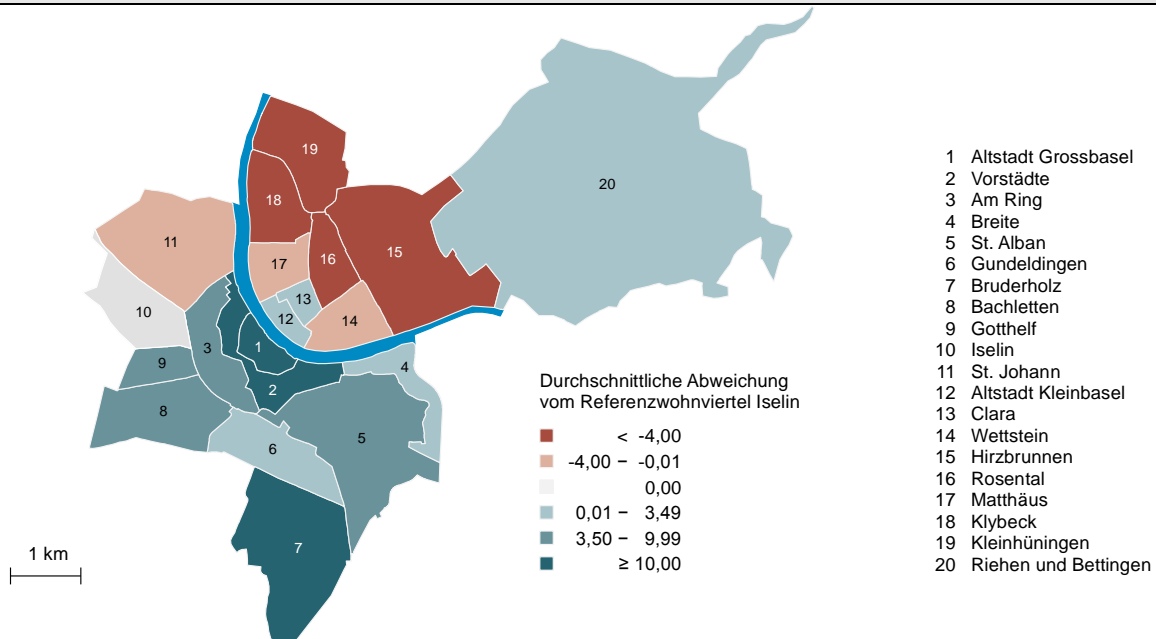 19
18
20
11
15
17
16
13
10
12
14
1
3
4
9
2
8
5
6
7
1 km
Durchschnittliche Abweichung
vom Referenzwohnviertel Iselin
< -4,00
-4,00 – -0,01
0,00
0,01 – 3,49
3,50 – 9,99
≥ 10,00
1 Altstadt Grossbasel
2 Vorstädte
3 Am Ring
4 Breite
5 St. Alban
6 Gundeldingen
7 Bruderholz
8 Bachletten
9 Gotthelf
10 Iselin
11 St. Johann
12 Altstadt Kleinbasel
13 Clara
14 Wettstein
15 Hirzbrunnen
16 Rosental
17 Matthäus
18 Klybeck
19 Kleinhüningen
20 Riehen und Bettingen